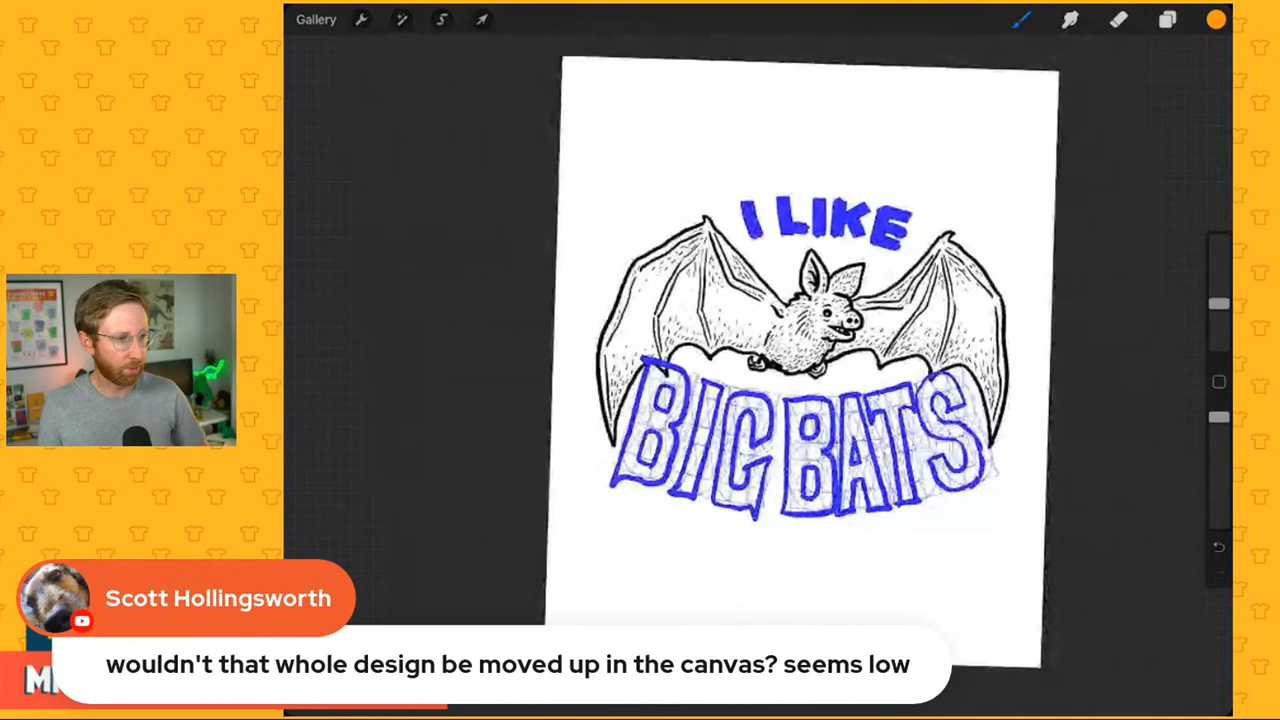 Gallery
I LIKE
BIG BATS
Scott Hollingsworth
wouldn't that whole design be moved up in the canvas? seems low